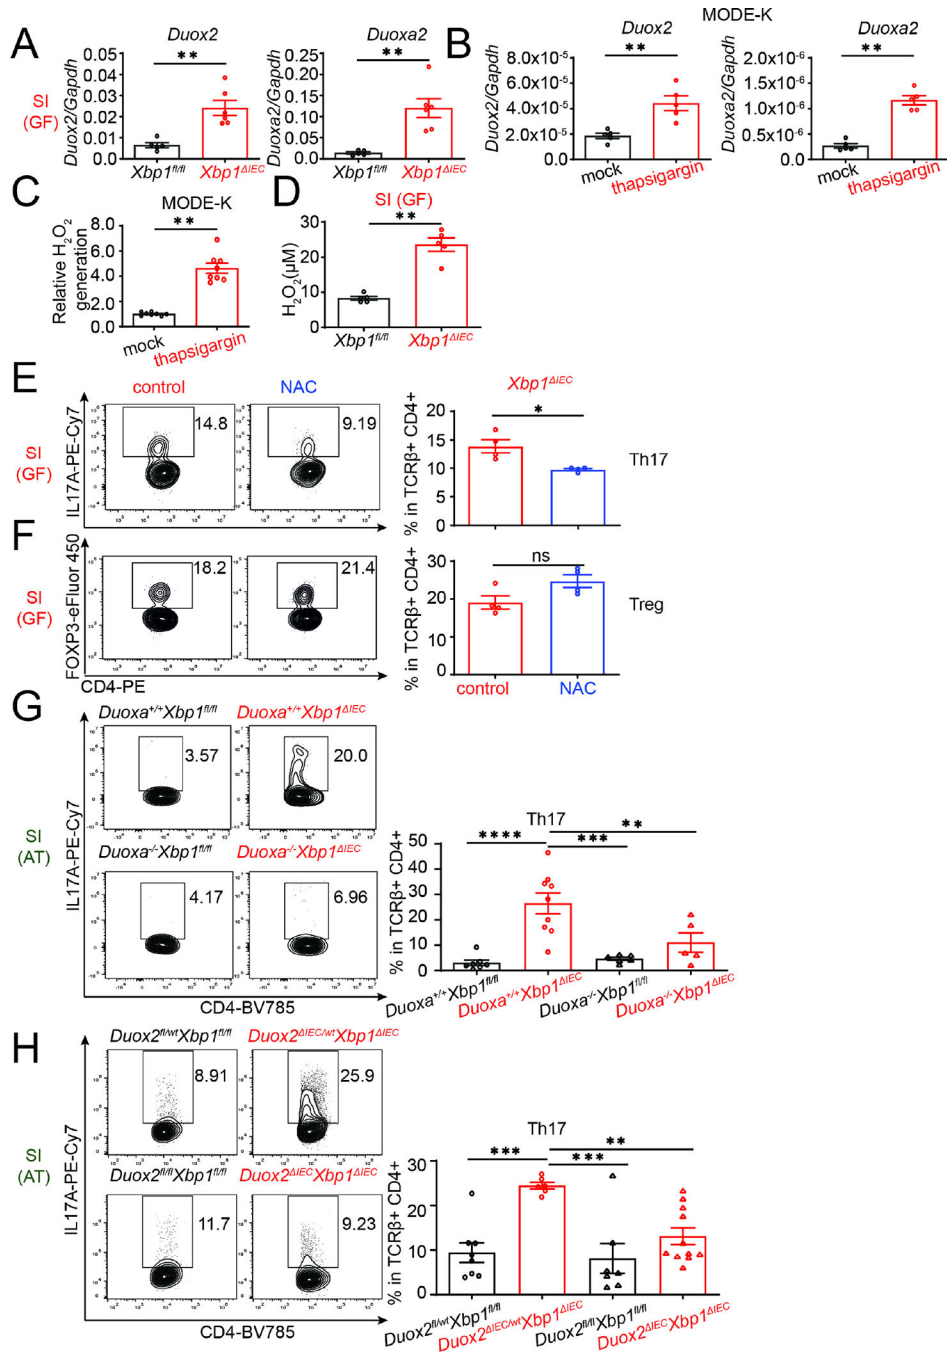 A
Duox2
Duoxa2
SI
(GF)
Duox2/Gapdh
0.05
0.04
0.03
0.02
0.01
0.00
**
Xbp1fl/fl
Xbp1ΔIEC
Duoxa2/Gapdh
0.25
0.20
0.15
0.10
0.05
0.00
**
Xbp1fl/fl
Xbp1ΔIEC
B
MODE-K
Duox2
Duoxa2
Duox2/Gapdh
8.0x10-5
6.0x10-5
4.0x10-5
2.0x10-5
0.0
**
mock
thapsigargin
Duoxa2/Gapdh
2.0x10-6
1.5x10-6
1.0x10-6
5.0x10-7
0.0
**
mock
thapsigargin
C
MODE-K
Relative H2O2
generation
8.0
6.0
4.0
2.0
0.0
**
mock
thapsigargin
D
SI (GF)
H2O2(µM)
30
20
10
0
**
Xbp1fl/fl
Xbp1ΔIEC
E
control
NAC
SI
(GF)
IL17A-PE-Cy7
14.8
9.19
Xbp1ΔIEC
% in TCRβ+ CD4+
20
15
10
5
0
*
Th17
F
SI
(GF)
FOXP3-eFluor 450
18.2
21.4
CD4-PE
% in TCRβ+ CD4+
30
20
10
0
ns
Treg
control
NAC
G
Duoxa+/+Xbp1fl/fl
Duoxa+/+Xbp1ΔIEC
SI
(AT)
IL17A-PE-Cy7
3.57
20.0
Duoxa-/-Xbp1fl/fl
Duoxa-/-Xbp1ΔIEC
4.17
6.96
CD4-BV785
Th17
% in TCRβ+ CD4+
50
40
30
20
10
0
****
***
**
Duoxa+/+Xbp1fl/fl
Duoxa+/+Xbp1ΔIEC
Duoxa-/-Xbp1fl/fl
Duoxa-/-Xbp1ΔIEC
H
Duox2fl/wtXbp1fl/fl
Duox2ΔIEC/wtXbp1ΔIEC
SI
(AT)
IL17A-PE-Cy7
8.91
25.9
Duox2fl/flXbp1fl/fl
Duox2ΔIECXbp1ΔIEC
11.7
9.23
CD4-BV785
Th17
% in TCRβ+ CD4+
30
20
10
0
***
***
**
Duox2fl/wtXbp1fl/fl
Duox2ΔIEC/wtXbp1ΔIEC
Duox2fl/flXbp1fl/fl
Duox2ΔIECXbp1ΔIEC